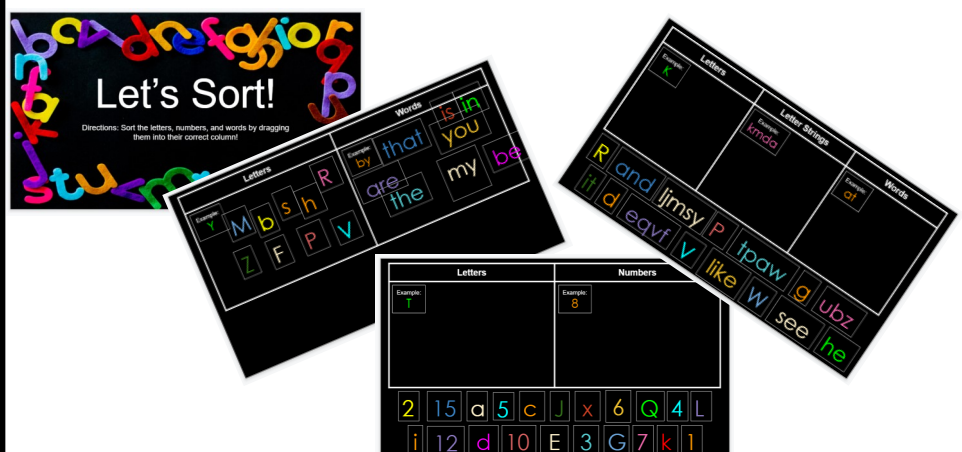 Let's Sort!
Directions: Sort the letters, numbers, and words by dragging
them into their correct column!
Letters Words
Example:
Y
M b s h R
Z F P V
Example:
by
that is in
you
are
the
my be
Letters Letter Strings Words
Example:
K
Example:
kmda
Example:
at
R and ljmsy P tpaw g ubz
it d eqvf V like W see he
Letters Numbers
Example:
T
Example:
8
2 15 a 5 c J x 6 Q 4 L
i 12 d 10 E 3 G 7 k 1